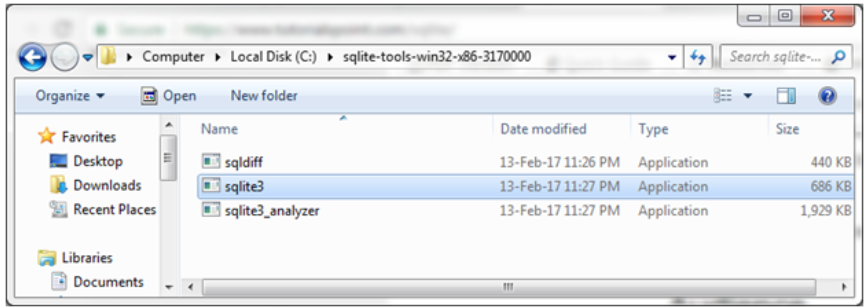 Computer ▸ Local Disk (C:) ▸ sqlite-tools-win32-x86-3170000
Search sqlite-...
Organize Open New folder
Favorites
Desktop
Downloads
Recent Places
Libraries
Documents
Name Date modified Type Size
sqldiff 13-Feb-17 11:26 PM Application 440 KB
sqlite3 13-Feb-17 11:27 PM Application 686 KB
sqlite3_analyzer 13-Feb-17 11:27 PM Application 1,929 KB